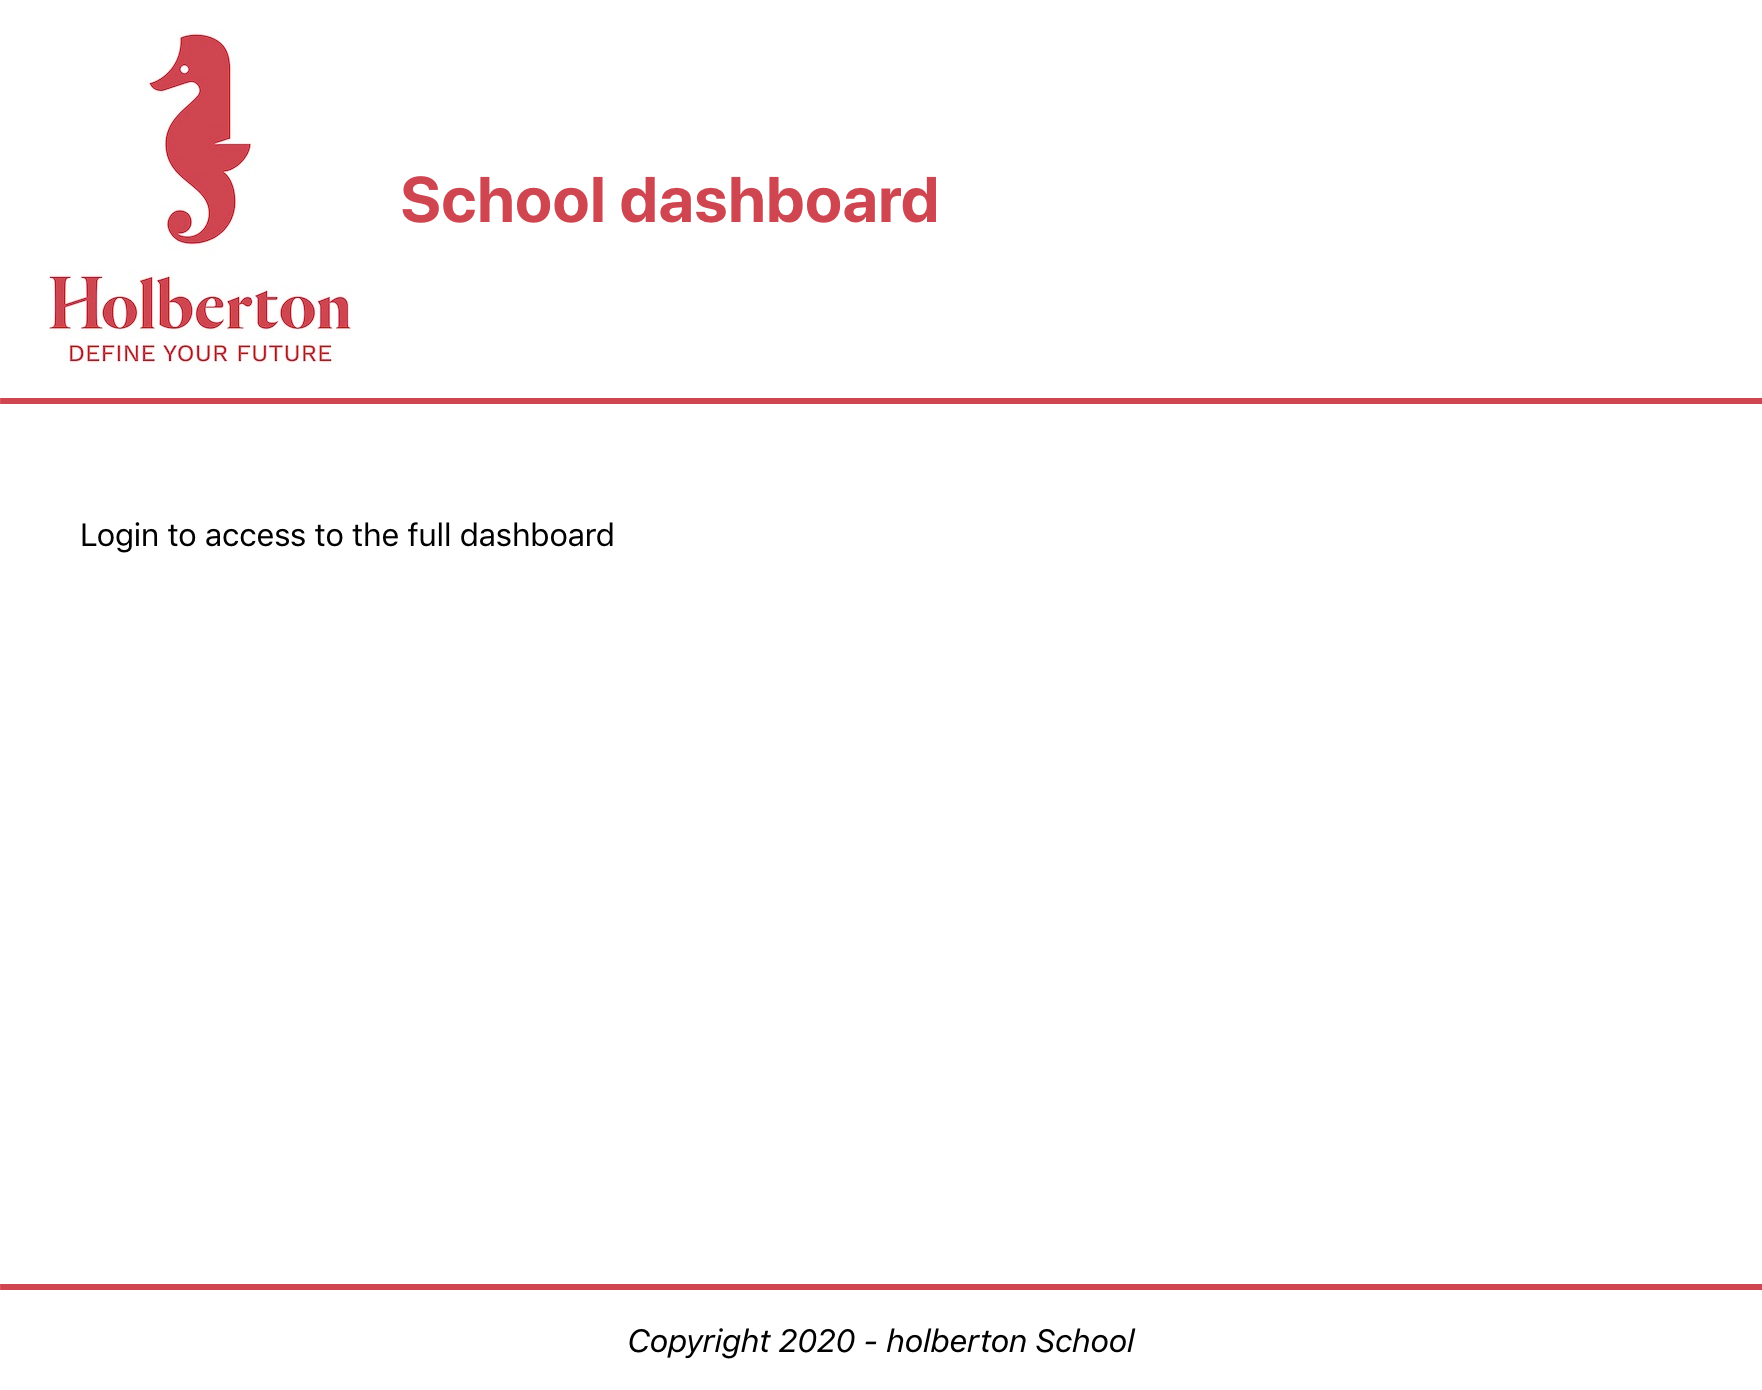 School dashboard
Holberton
DEFINE YOUR FUTURE
Login to access to the full dashboard
Copyright 2020 - holberton School